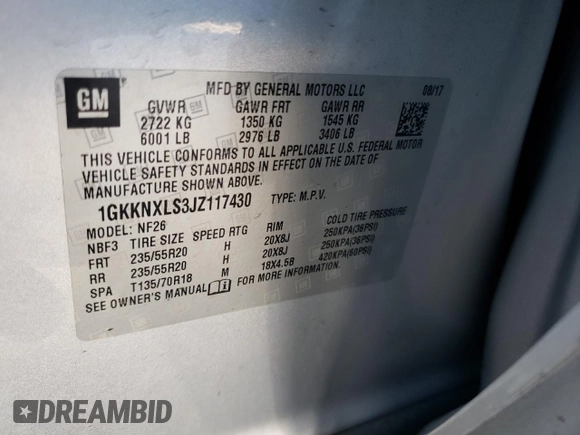 GM
MFD BY GENERAL MOTORS LLC 08/17
GVWR GAWR FRT GAWR RR
2722 KG 1350 KG 1545 KG
6001 LB 2976 LB 3406 LB
THIS VEHICLE CONFORMS TO ALL APPLICABLE U.S. FEDERAL MOTOR
VEHICLE SAFETY STANDARDS IN EFFECT ON THE DATE OF
MANUFACTURE SHOWN ABOVE.
1GKKNXLS3JZ117430 TYPE: M.P.V.
MODEL: NF26
NBF3 TIRE SIZE SPEED RTG RIM COLD TIRE PRESSURE
FRT 235/55R20 H 20X8J 250KPA(36PSI)
RR 235/55R20 H 20X8J 250KPA(36PSI)
SPA T135/70R18 M 18X4.5B 420KPA(60PSI)
SEE OWNER'S MANUAL
DREAMBID